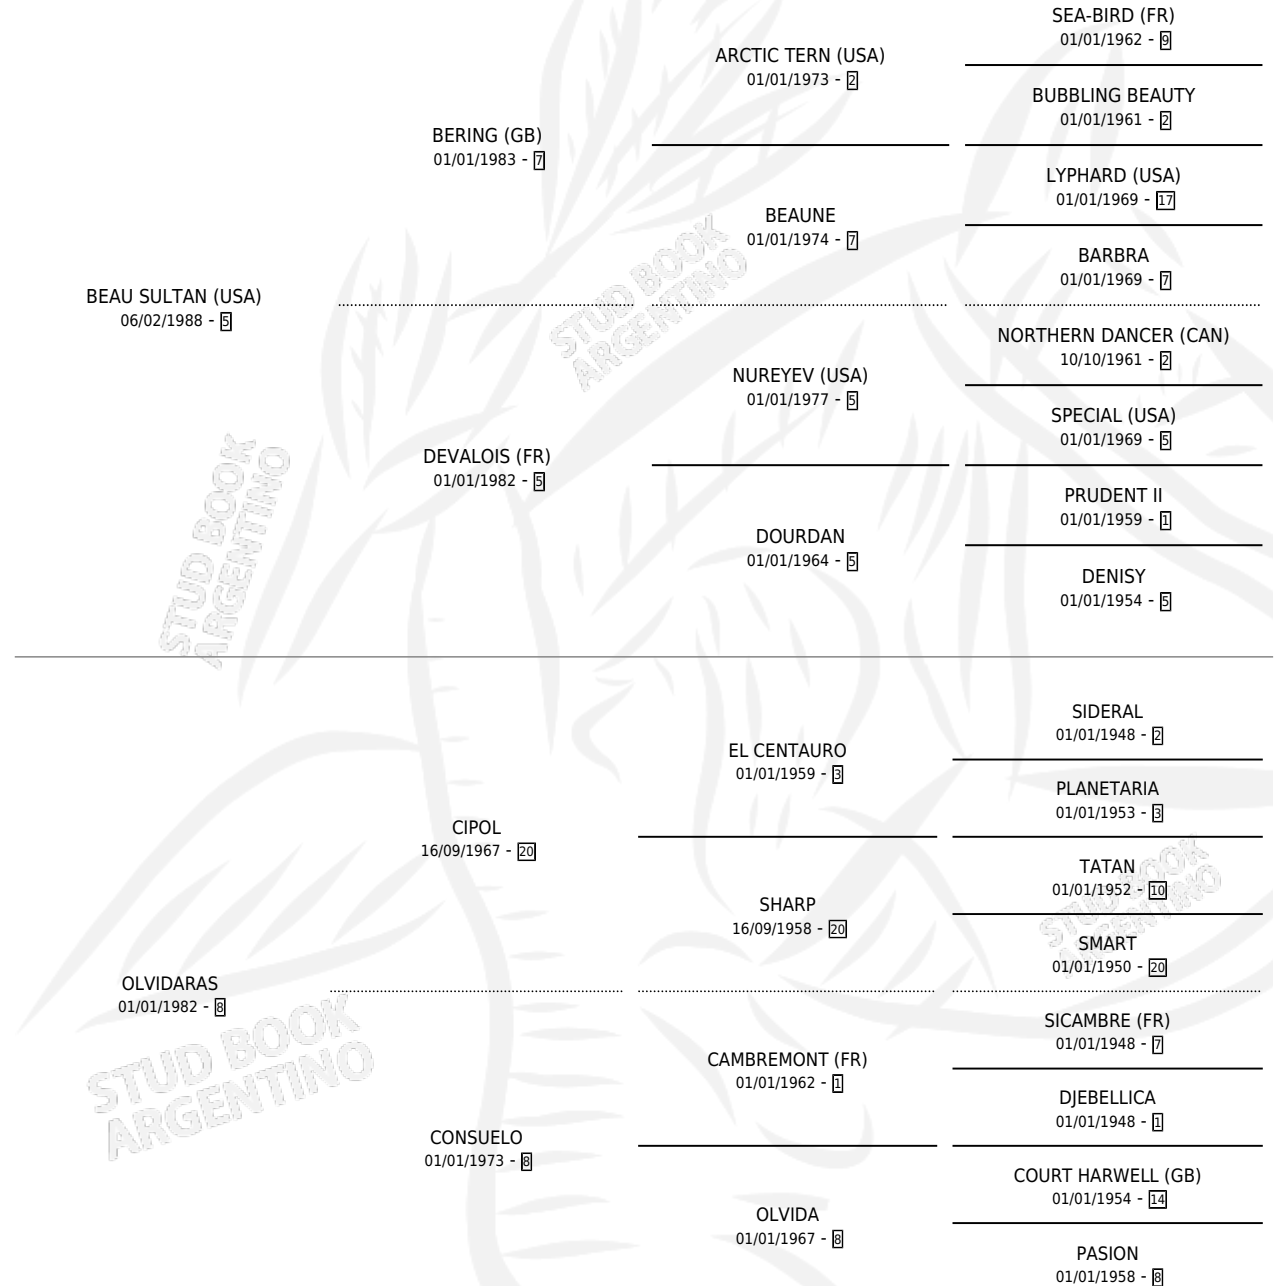 SEA-BIRD (FR)
01/01/1962 - 9
ARCTIC TERN (USA)
01/01/1973 - 2
BUBBLING BEAUTY
01/01/1961 - 2
BERING (GB)
01/01/1983 - 7
LYPHARD (USA)
01/01/1969 - 17
BEAUNE
01/01/1974 - 7
BARBRA
01/01/1969 - 7
BEAU SULTAN (USA)
06/02/1988 - 5
NORTHERN DANCER (CAN)
10/10/1961 - 2
NUREYEV (USA)
01/01/1977 - 5
SPECIAL (USA)
01/01/1969 - 5
DEVALOIS (FR)
01/01/1982 - 5
PRUDENT II
01/01/1959 - 1
DOURDAN
01/01/1964 - 5
DENISY
01/01/1954 - 5
SIDERAL
01/01/1948 - 2
EL CENTAURO
01/01/1959 - 3
PLANETARIA
01/01/1953 - 3
CIPOL
16/09/1967 - 20
TATAN
01/01/1952 - 10
SHARP
16/09/1958 - 20
SMART
01/01/1950 - 20
OLVIDARAS
01/01/1982 - 8
SICAMBRE (FR)
01/01/1948 - 7
CAMBREMONT (FR)
01/01/1962 - 1
DJEBELLICA
01/01/1948 - 1
CONSUELO
01/01/1973 - 8
COURT HARWELL (GB)
01/01/1954 - 14
OLVIDA
01/01/1967 - 8
PASION
01/01/1958 - 8
STUD BOOK
ARGENTINO
STUD BOOK
ARGENTINO
STUD BOOK
ARGENTINO
STUD BOOK
ARGENTINO